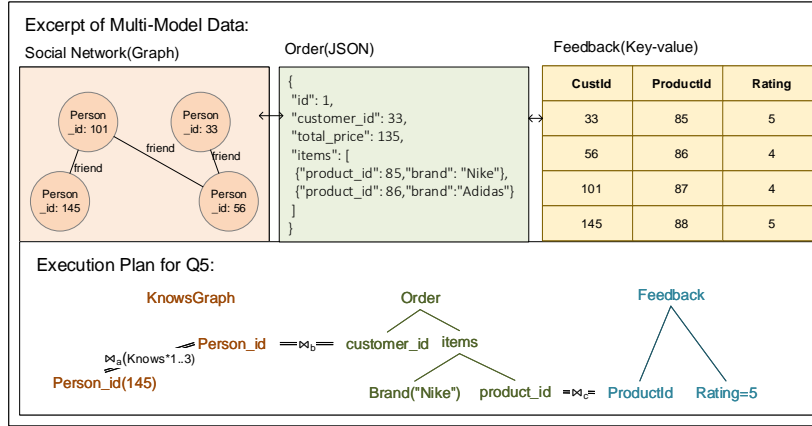 Excerpt of Multi-Model Data:
Social Network(Graph)
Order(JSON)
Feedback(Key-value)
Person
_id: 101
Person
_id: 33
friend
friend
friend
Person
_id: 145
Person
_id: 56
{
"id": 1,
"customer_id": 33,
"total_price": 135,
"items": [
{"product_id": 85,"brand": "Nike"},
{"product_id": 86,"brand":"Adidas"}
]
}
CustId ProductId Rating
33 85 5
56 86 4
101 87 4
145 88 5
Execution Plan for Q5:
KnowsGraph
Order
Feedback
Person_id =⋈b= customer_id items
⋈a(Knows*1..3)
Person_id(145)
Brand("Nike") product_id =⋈c= ProductId Rating=5